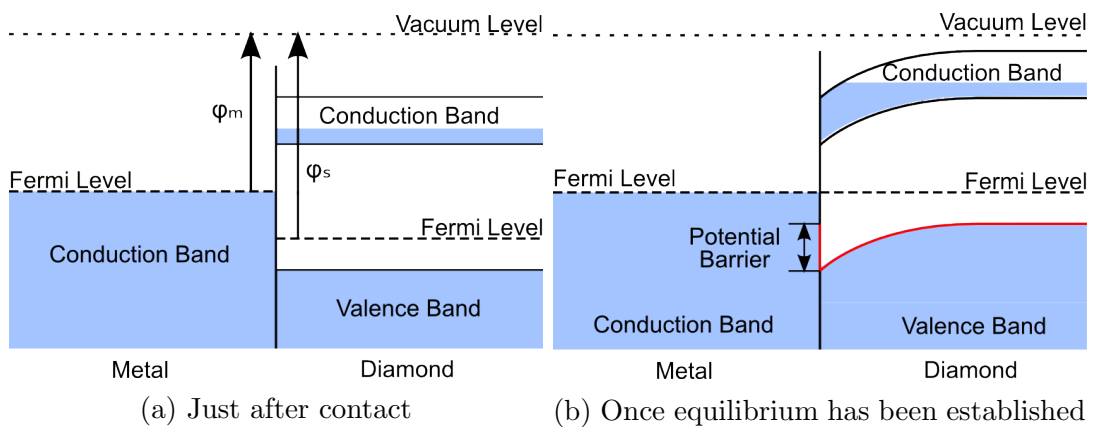 Vacuum Level
Conduction Band
φₘ
φₛ
Fermi Level
Fermi Level
Conduction Band
Valence Band
Metal
Diamond
(a) Just after contact
Vacuum Level
Conduction Band
Fermi Level
Fermi Level
Potential
Barrier
Conduction Band
Valence Band
Metal
Diamond
(b) Once equilibrium has been established